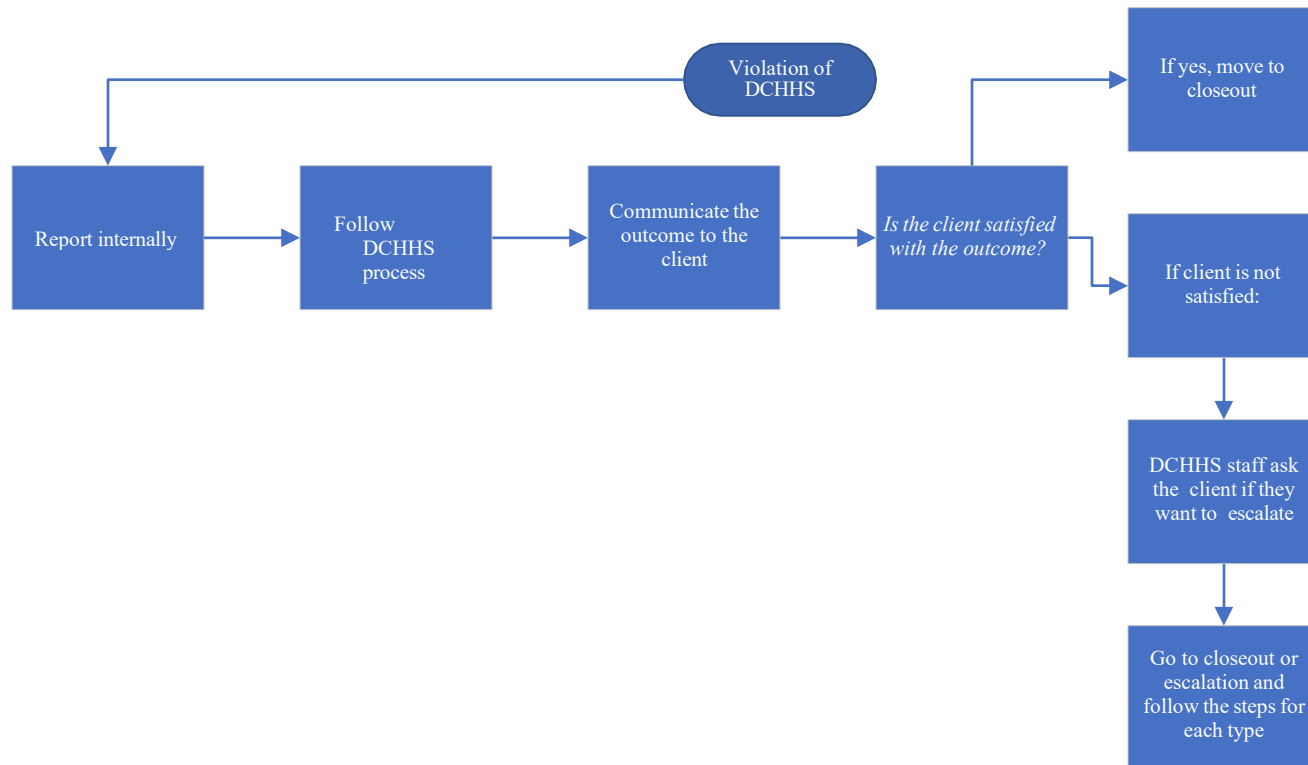 Violation of
DCHHS
Report internally
Follow
DCHHS
process
Communicate the
outcome to the
client
Is the client satisfied
with the outcome?
If yes, move to
closeout
If client is not
satisfied:
DCHHS staff ask
the client if they
want to escalate
Go to closeout or
escalation and
follow the steps for
each type